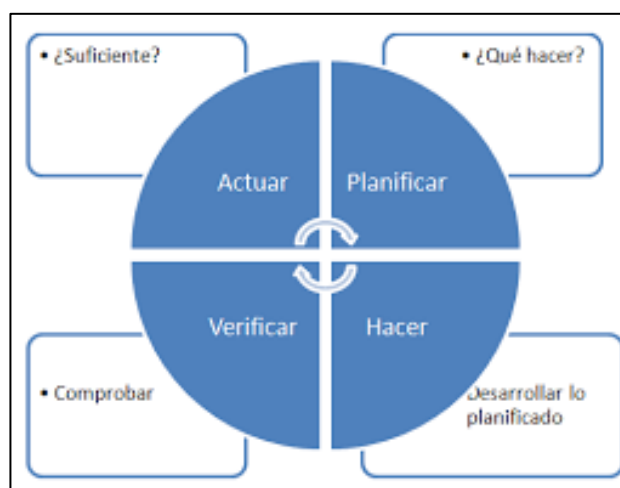 • ¿Suficiente?
• ¿Qué hacer?
Actuar
Planificar
Verificar
Hacer
• Comprobar
Desarrollar lo
planificado